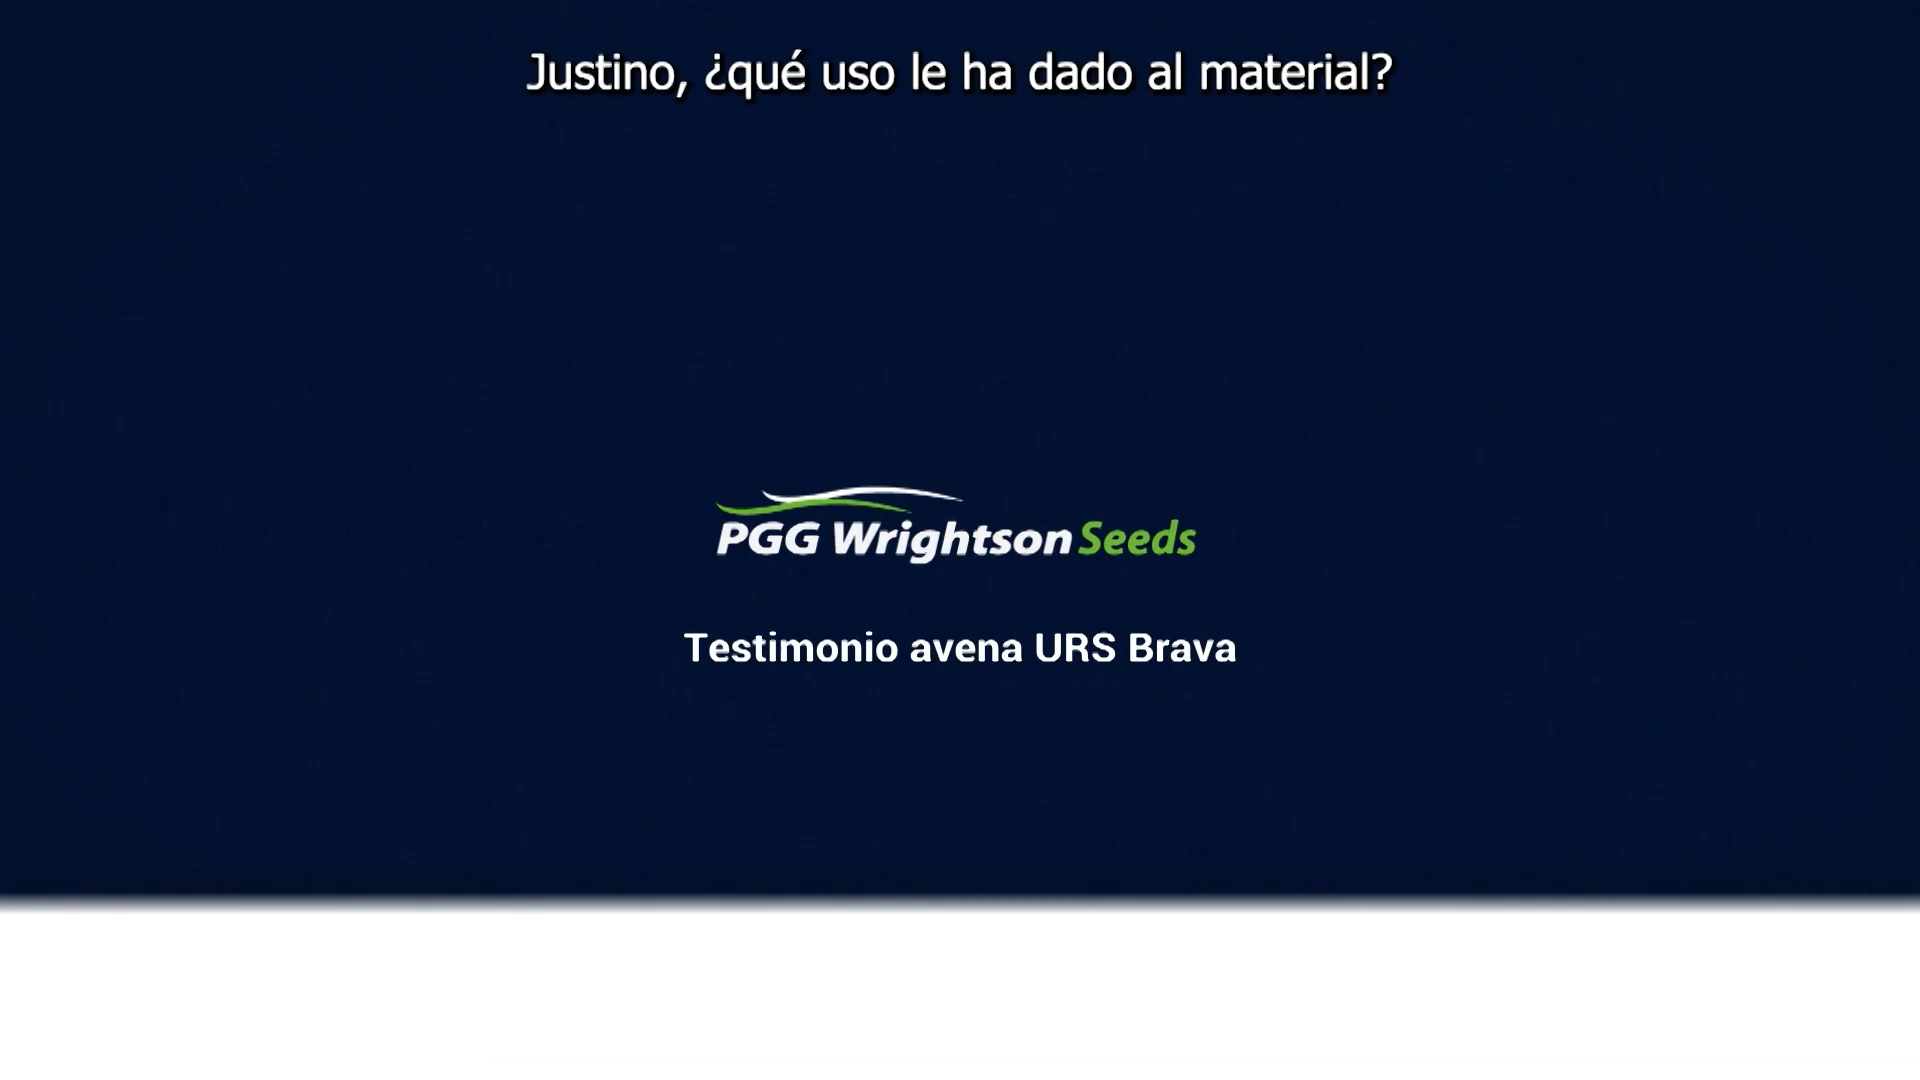 Justino, ¿qué uso le ha dado al material?
PGG Wrightson Seeds
Testimonio avena URS Brava